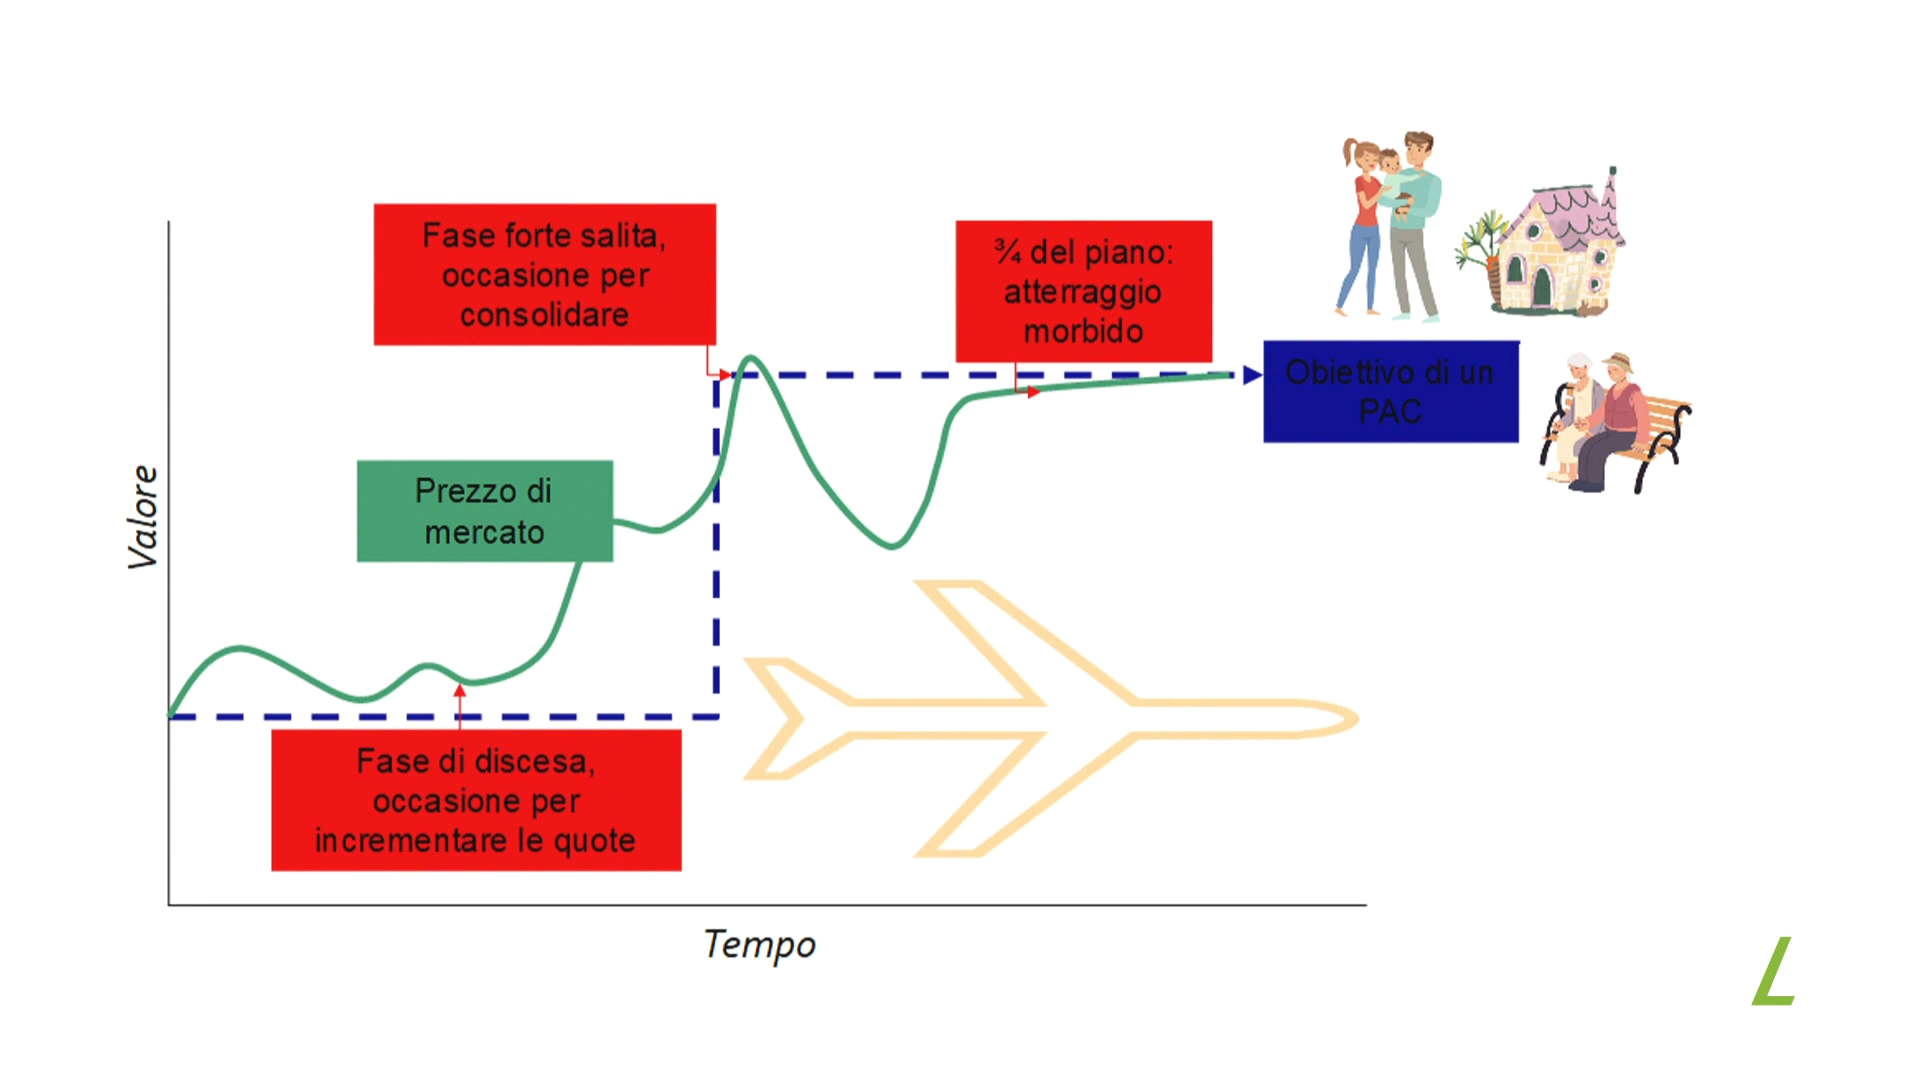 Fase forte salita,
occasione per
consolidare
¾ del piano:
atterraggio
morbido
Obiettivo di un
PAC
Prezzo di
mercato
Valore
Fase di discesa,
occasione per
incrementare le quote
Tempo